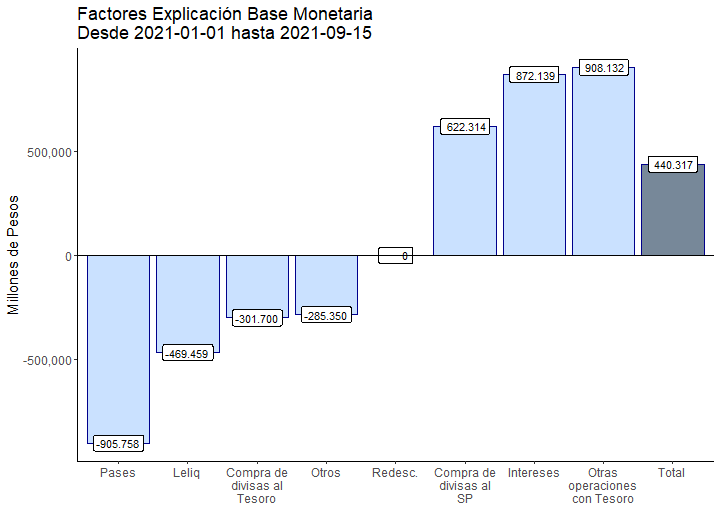 Factores Explicación Base Monetaria
Desde 2021-01-01 hasta 2021-09-15
Millones de Pesos
500,000
0
-500,000
-905.758
-469.459
-301.700
-285.350
0
622.314
872.139
908.132
440.317
Pases
Leliq
Compra de
divisas al
Tesoro
Otros
Redesc.
Compra de
divisas al
SP
Intereses
Otras
operaciones
con Tesoro
Total